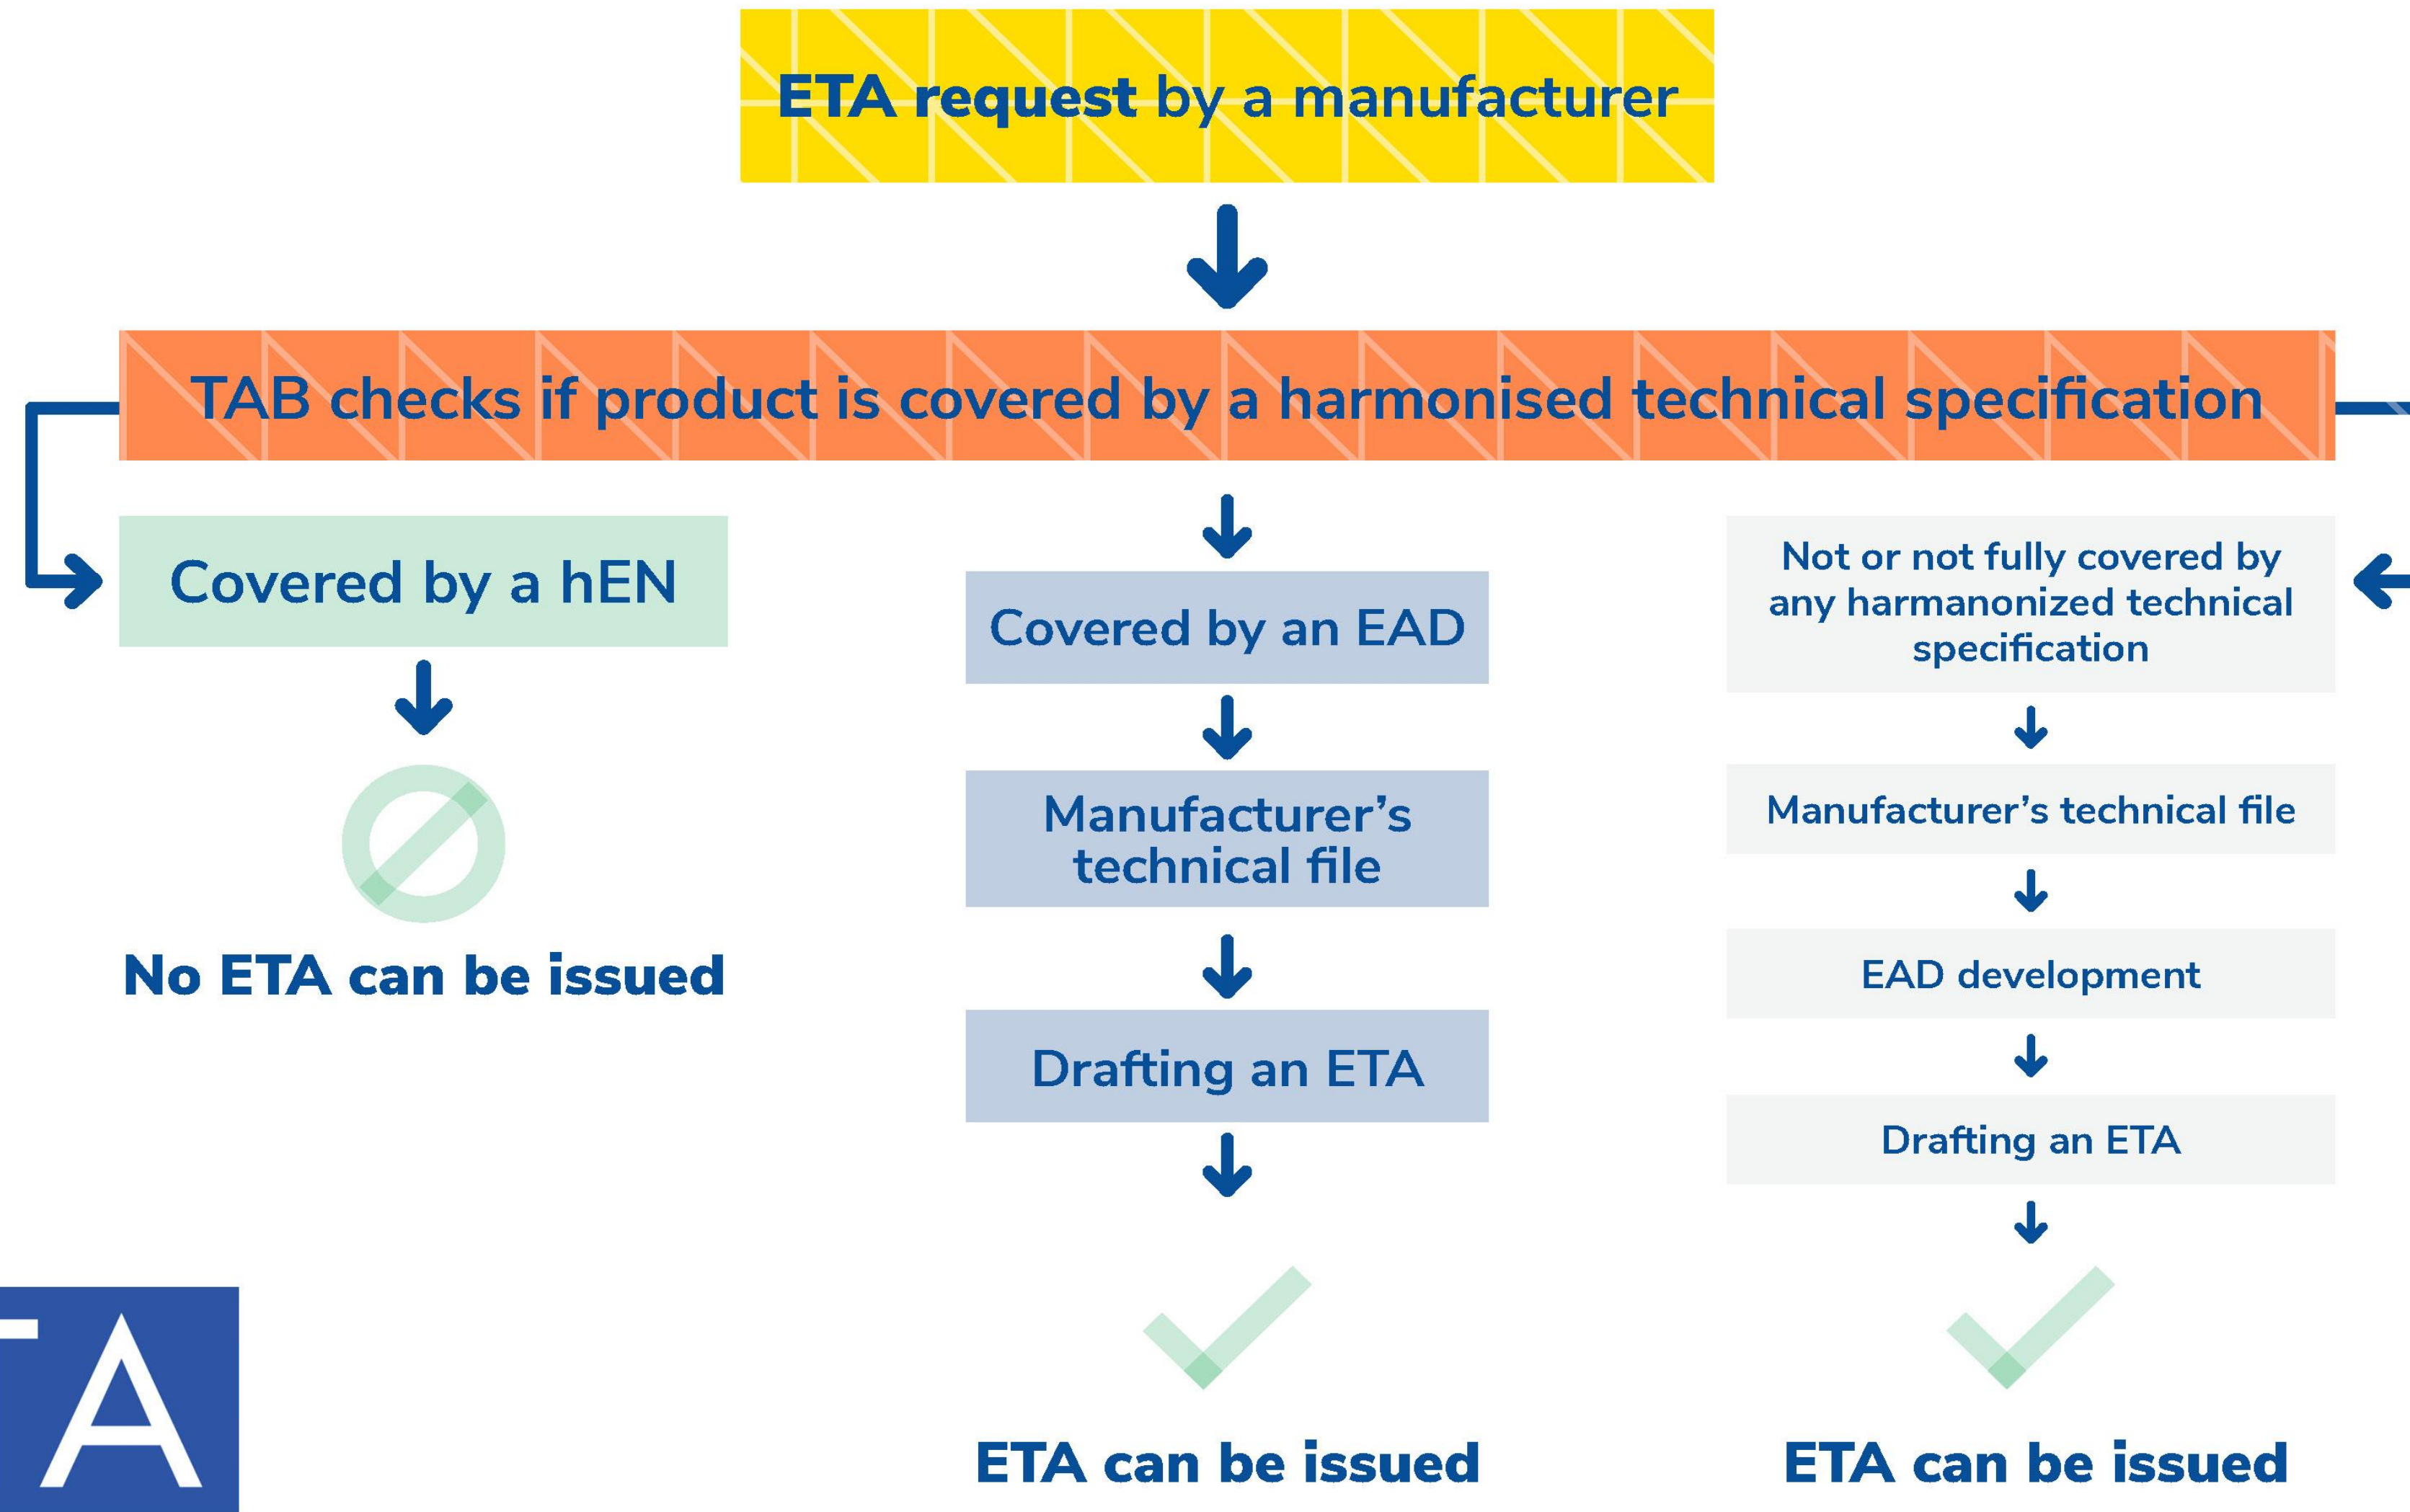 ETA request by a manufacturer
TAB checks if product is covered by a harmonised technical specification
Covered by a hEN
No ETA can be issued
Covered by an EAD
Manufacturer's
technical file
Drafting an ETA
ETA can be issued
Not or not fully covered by
any harmanonized technical
specification
Manufacturer's technical file
EAD development
Drafting an ETA
ETA can be issued
A